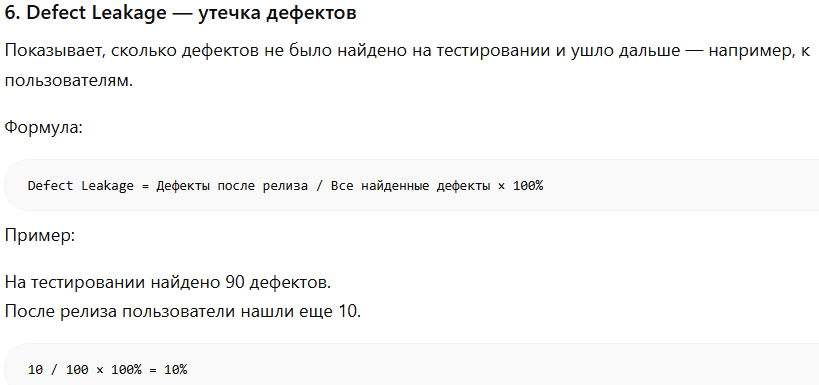 6. Defect Leakage — утечка дефектов
Показывает, сколько дефектов не было найдено на тестировании и ушло дальше — например, к
пользователям.
Формула:
Defect Leakage = Дефекты после релиза / Все найденные дефекты × 100%
Пример:
На тестировании найдено 90 дефектов.
После релиза пользователи нашли еще 10.
10 / 100 × 100% = 10%